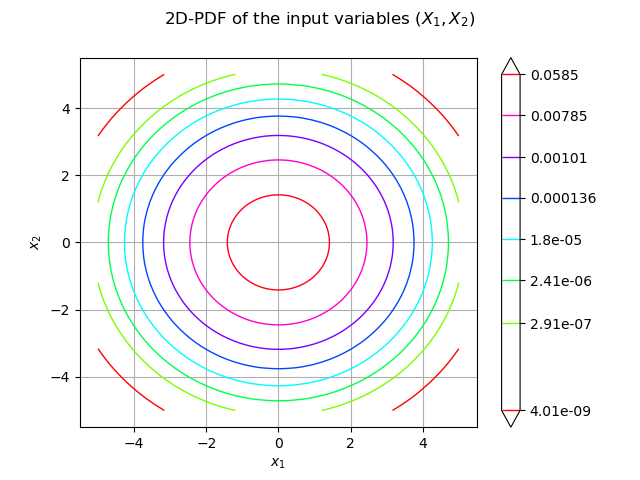 2D-PDF of the input variables (X₁, X₂)
0.0585
0.00785
0.00101
0.000136
1.8e-05
2.41e-06
2.91e-07
4.01e-09
4
2
0
−2
−4
x₂
−4 −2 0 2 4
x₁